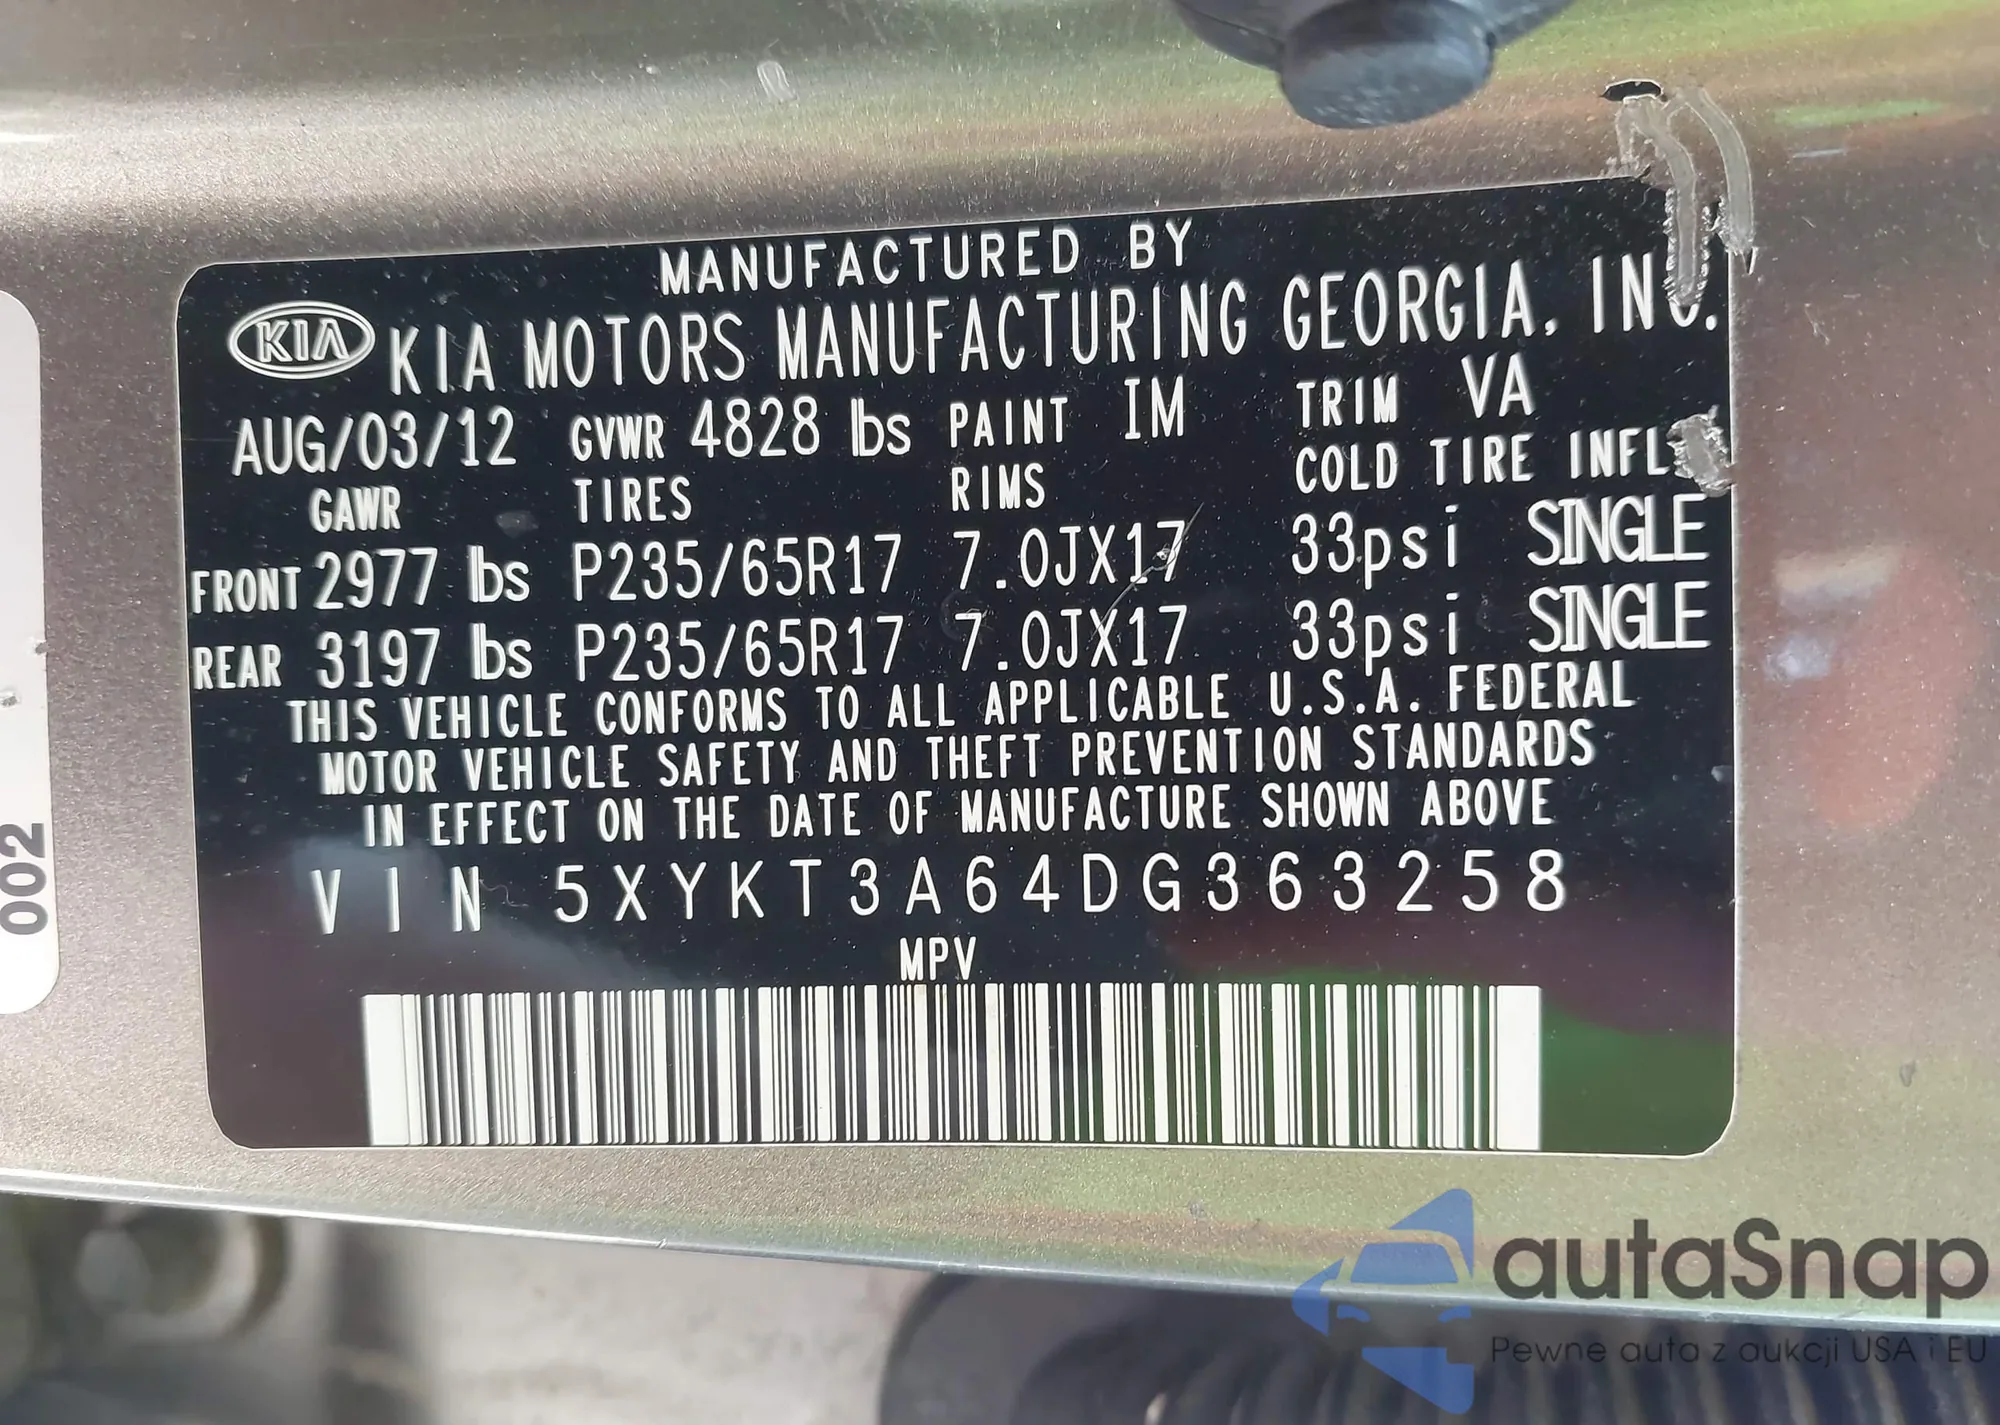 MANUFACTURED BY
KIA KIA MOTORS MANUFACTURING GEORGIA, INC.
AUG/03/12 GVWR 4828 lbs PAINT IM TRIM VA
GAWR TIRES RIMS COLD TIRE INFL
FRONT 2977 lbs P235/65R17 7.0JX17 33psi SINGLE
REAR 3197 lbs P235/65R17 7.0JX17 33psi SINGLE
THIS VEHICLE CONFORMS TO ALL APPLICABLE U.S.A. FEDERAL
MOTOR VEHICLE SAFETY AND THEFT PREVENTION STANDARDS
IN EFFECT ON THE DATE OF MANUFACTURE SHOWN ABOVE
VIN 5XYKT3A64DG363258
MPV
002
autaSnap
Pewne auta z aukcji USA i EU